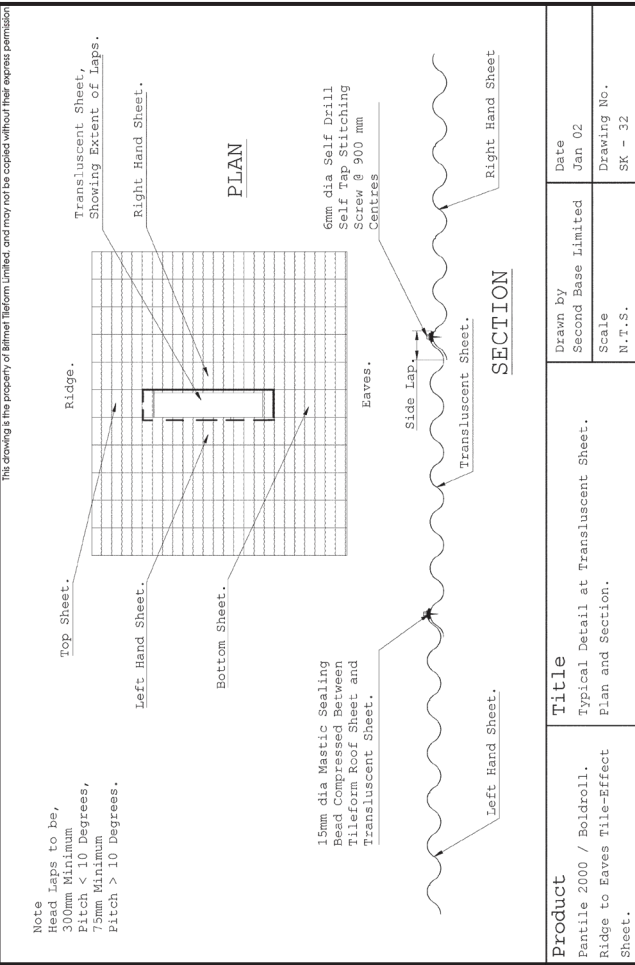 This drawing is the property of Britmet Tileform Limited, and may not be copied without their express permission
Note
Head Laps to be,
300mm Minimum
Pitch < 10 Degrees,
75mm Minimum
Pitch > 10 Degrees.
Top Sheet.
Ridge.
Transluscent Sheet,
Showing Extent of Laps.
Left Hand Sheet.
Right Hand Sheet.
Bottom Sheet.
Eaves.
PLAN
15mm dia Mastic Sealing
Bead Compressed Between
Tileform Roof Sheet and
Transluscent Sheet.
6mm dia Self Drill
Self Tap Stitching
Screw @ 900 mm
Centres
Side Lap.
Left Hand Sheet.
Transluscent Sheet.
Right Hand Sheet
SECTION
Product
Pantile 2000 / Boldroll.
Ridge to Eaves Tile-Effect
Sheet.
Title
Typical Detail at Transluscent Sheet.
Plan and Section.
Drawn by
Second Base Limited
Scale
N.T.S.
Date
Jan 02
Drawing No.
SK - 32